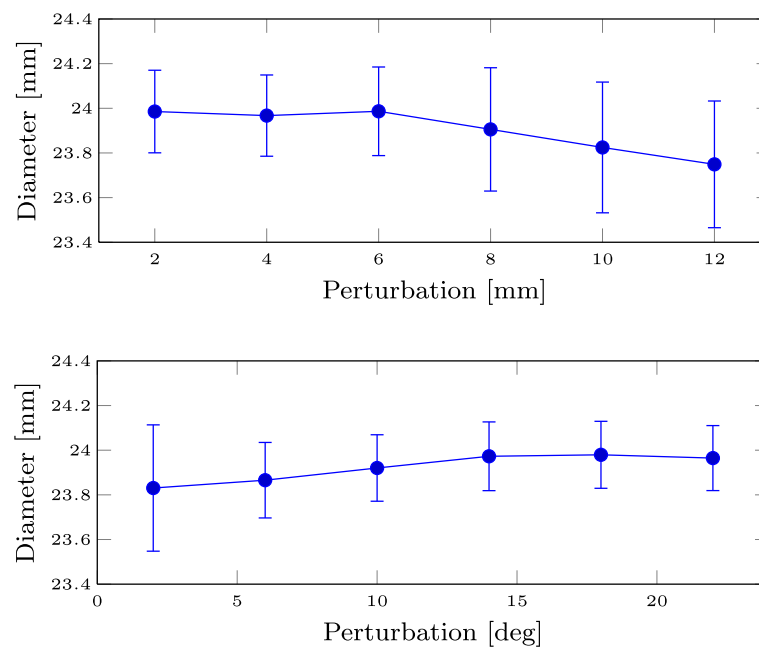 24.4
24.2
24
23.8
23.6
23.4
Diameter [mm]
2 4 6 8 10 12
Perturbation [mm]
24.4
24.2
24
23.8
23.6
23.4
Diameter [mm]
0 5 10 15 20
Perturbation [deg]